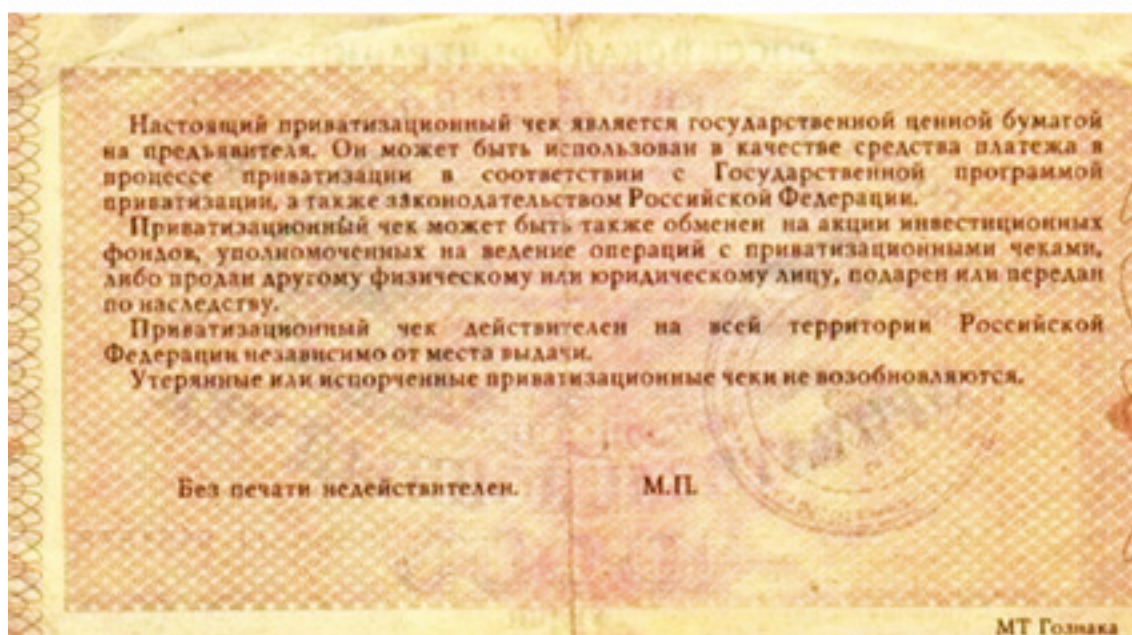 Настоящий приватизационный чек является государственной ценной бумагой
на предъявителя. Он может быть использован в качестве средства платежа в
процессе приватизации в соответствии с Государственной программой
приватизации, а также законодательством Российской Федерации.
Приватизационный чек может быть также обменен на акции инвестиционных
фондов, уполномоченных на ведение операций с приватизационными чеками,
либо продан другому физическому или юридическому лицу, подарен или передан
по наследству.
Приватизационный чек действителен на всей территории Российской
Федерации независимо от места выдачи.
Утерянные или испорченные приватизационные чеки не возобновляются.
Без печати недействителен. М.П.
МТ Гознака